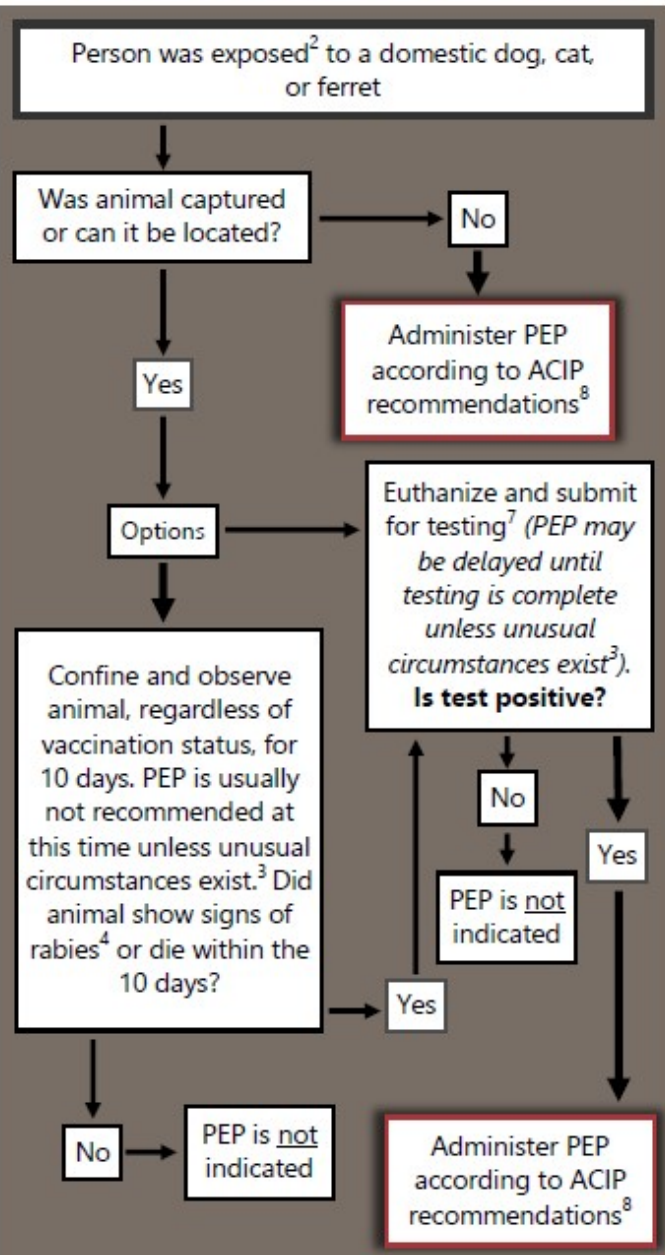 Person was exposed² to a domestic dog, cat,
or ferret
Was animal captured
or can it be located?
No
Administer PEP
according to ACIP
recommendations⁸
Yes
Options
Euthanize and submit
for testing⁷ (PEP may
be delayed until
testing is complete
unless unusual
circumstances exist³).
Is test positive?
Confine and observe
animal, regardless of
vaccination status, for
10 days. PEP is usually
not recommended at
this time unless unusual
circumstances exist.³ Did
animal show signs of
rabies⁴ or die within the
10 days?
No
Yes
PEP is not
indicated
Yes
No
PEP is not
indicated
Administer PEP
according to ACIP
recommendations⁸